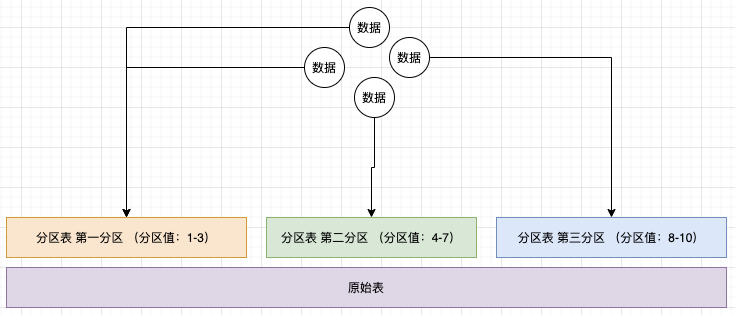 数据
数据
数据
数据
分区表 第一分区 （分区值：1-3）
分区表 第二分区 （分区值：4-7）
分区表 第三分区 （分区值：8-10）
原始表